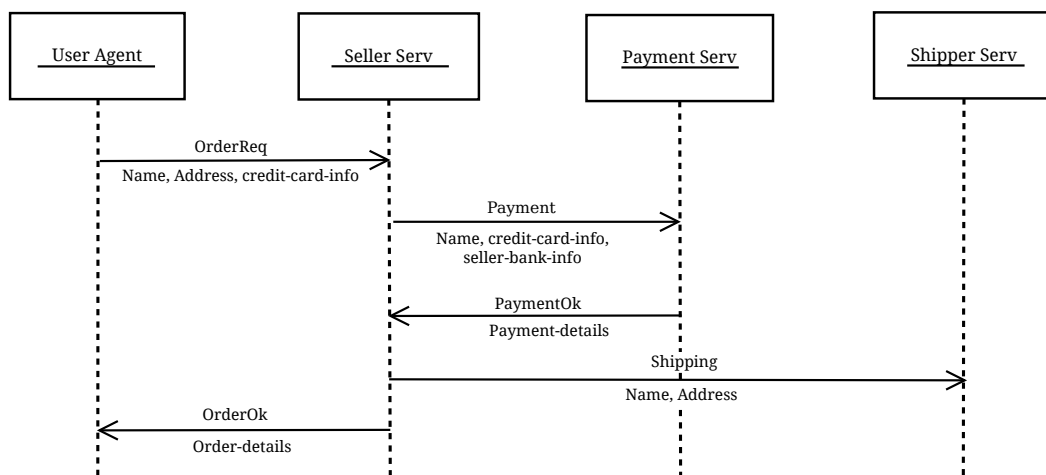 User Agent
Seller Serv
Payment Serv
Shipper Serv
OrderReq
Name, Address, credit-card-info
Payment
Name, credit-card-info,
seller-bank-info
PaymentOk
Payment-details
Shipping
Name, Address
OrderOk
Order-details